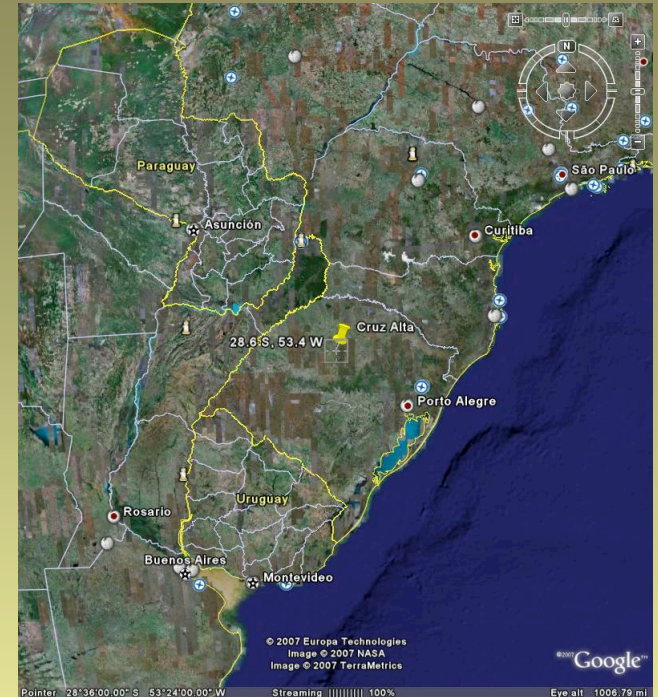 N
São Paulo
Paraguay
Asunción
Curitiba
Cruz Alta
28.6 S, 53.4 W
Porto Alegre
Uruguay
Rosario
Buenos Aires
Montevideo
© 2007 Europa Technologies
Image © 2007 NASA
Image © 2007 TerraMetrics
©2007 Google™
Pointer 28°36'00.00" S 53°24'00.00" W Streaming |||||||||| 100% Eye alt 1006.79 mi